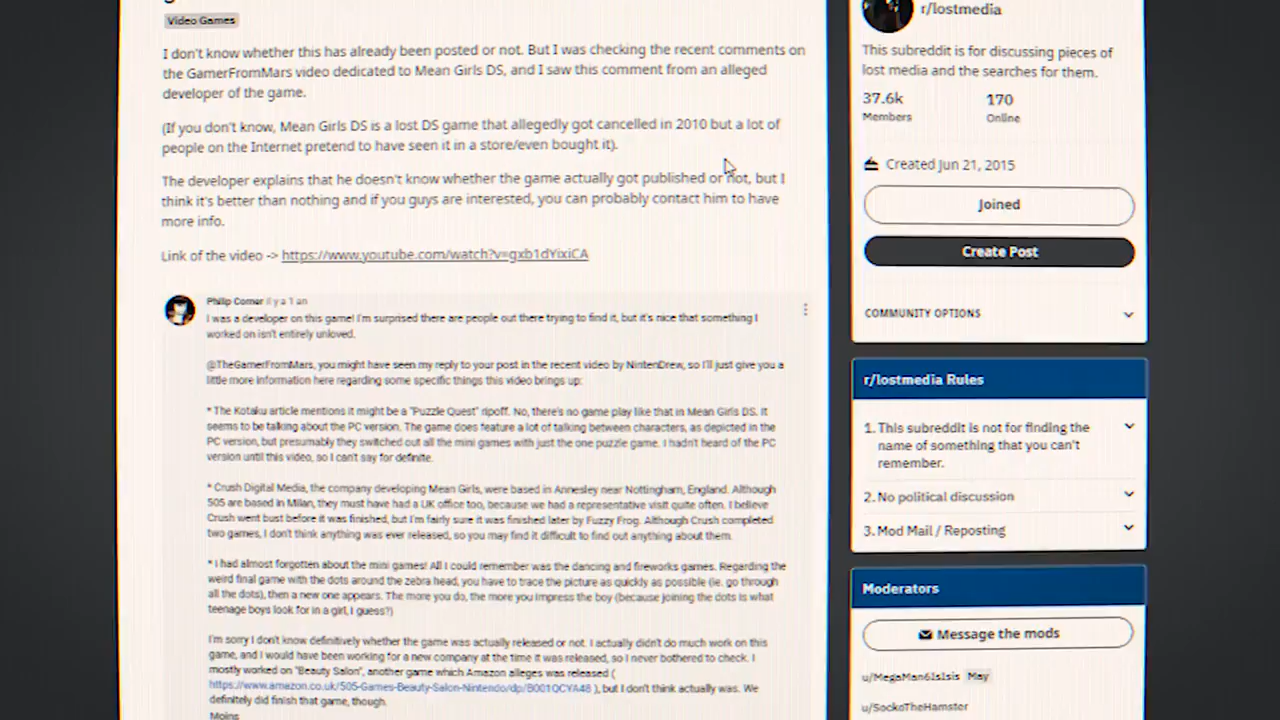 Video Games
I don't know whether this has already been posted or not. But I was checking the recent comments on
the GamerFromMars video dedicated to Mean Girls DS, and I saw this comment from an alleged
developer of the game.
(If you don't know, Mean Girls DS is a lost DS game that allegedly got cancelled in 2010 but a lot of
people on the Internet pretend to have seen it in a store/even bought it).
The developer explains that he doesn't know whether the game actually got published or not, but I
think it's better than nothing and if you guys are interested, you can probably contact him to have
more info.
Link of the video -> https://www.youtube.com/watch?v=gxb1dYixiCA
Philip Comer il y a 1 an
I was a developer on this game! I'm surprised there are people out there trying to find it, but it's nice that something I
worked on isn't entirely unloved.
@TheGamerFromMars, you might have seen my reply to your post in the recent video by NintenDrew, so I'll just give you a
little more information here regarding some specific things this video brings up:
* The Kotaku article mentions it might be a "Puzzle Quest" ripoff. No, there's no game play like that in Mean Girls DS. It
seems to be talking about the PC version. The game does feature a lot of talking between characters, as depicted in the
PC version, but presumably they switched out all the mini games with just the one puzzle game. I hadn't heard of the PC
version until this video, so I can't say for definite.
* Crush Digital Media, the company developing Mean Girls, were based in Annesley near Nottingham, England. Although
505 are based in Milan, they must have had a UK office too, because we had a representative visit quite often. I believe
Crush went bust before it was finished, but I'm fairly sure it was finished later by Fuzzy Frog. Although Crush completed
two games, I don't think anything was ever released, so you may find it difficult to find out anything about them.
* I had almost forgotten about the mini games! All I could remember was the dancing and fireworks games. Regarding the
weird final game with the dots around the zebra head, you have to trace the picture as quickly as possible (ie. go through
all the dots), then a new one appears. The more you do, the more you impress the boy (because joining the dots is what
teenage boys look for in a girl, I guess?)
I'm sorry I don't know definitively whether the game was actually released or not. I actually didn't do much work on this
game, and I would have been working for a new company at the time it was released, so I never bothered to check. I
mostly worked on "Beauty Salon", another game which Amazon alleges was released (
https://www.amazon.co.uk/505-Games-Beauty-Salon-Nintendo/dp/B001QCYA48 ), but I don't think actually was. We
definitely did finish that game, though.
Moins
r/lostmedia
This subreddit is for discussing pieces of
lost media and the searches for them.
37.6k 170
Members Online
Created Jun 21, 2015
Joined
Create Post
COMMUNITY OPTIONS
r/lostmedia Rules
1. This subreddit is not for finding the
name of something that you can't
remember.
2. No political discussion
3. Mod Mail / Reporting
Moderators
Message the mods
u/MegaMan61sIsis May
u/SockoTheHamster